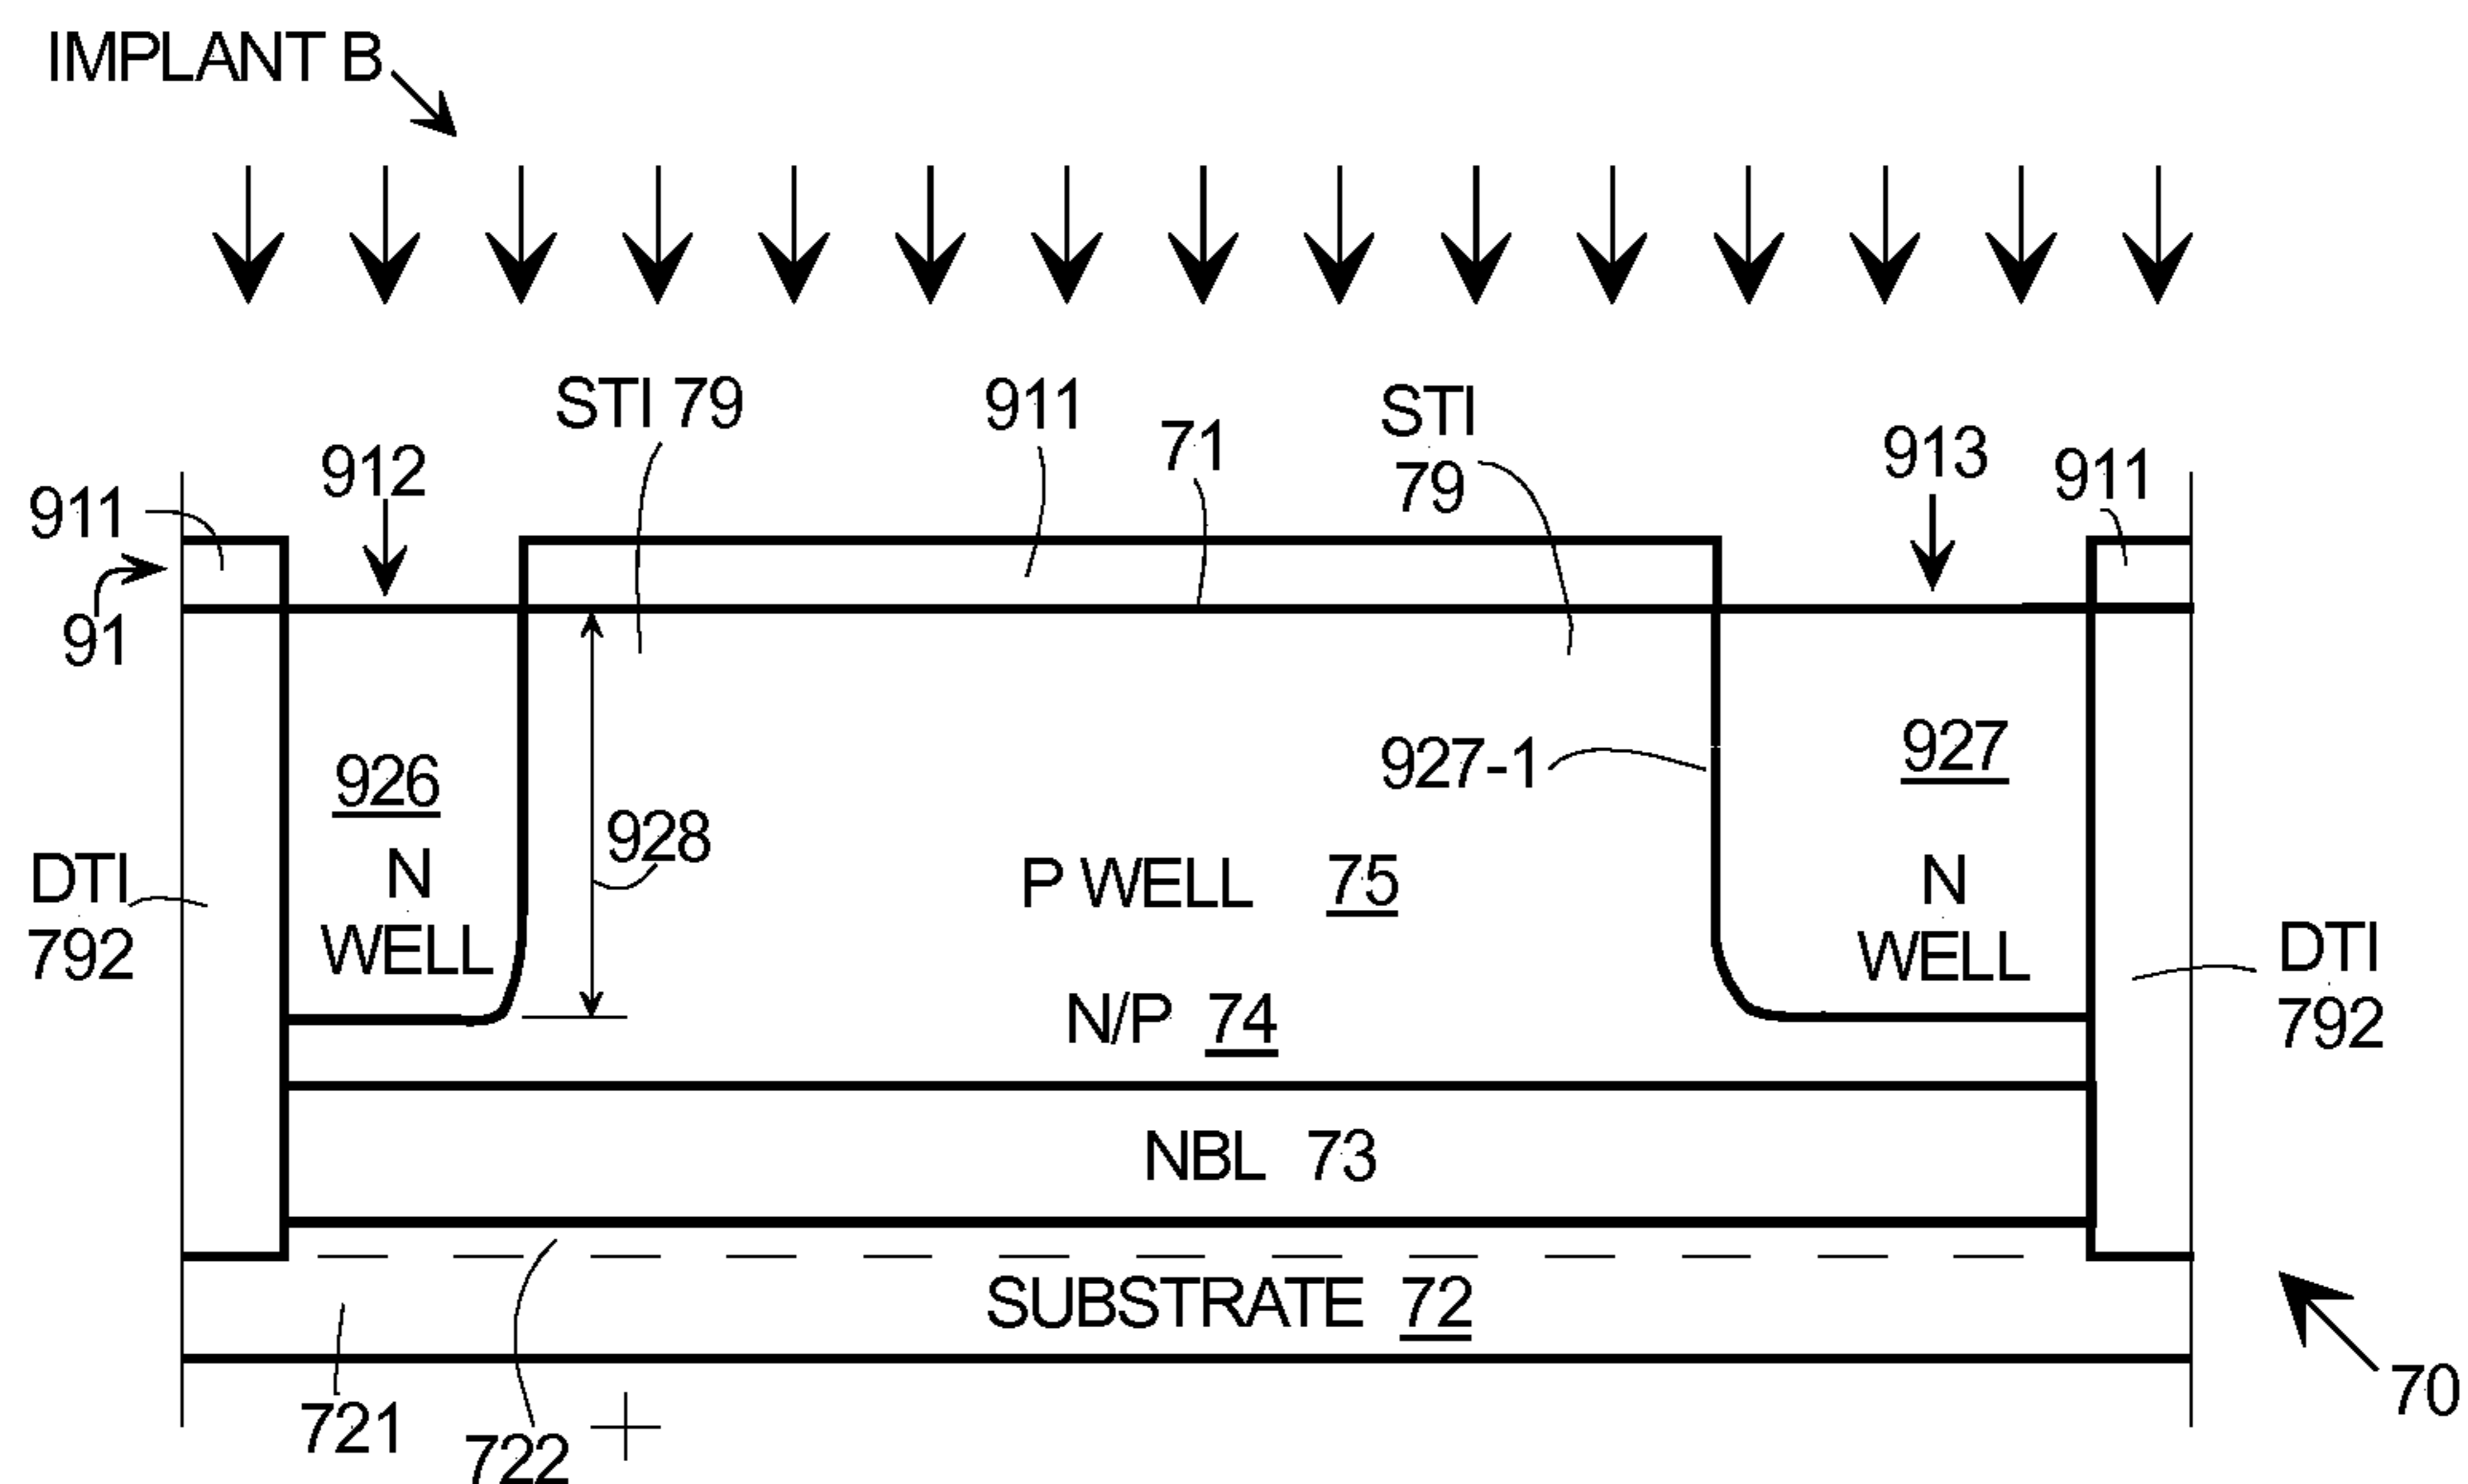 IMPLANT B
STI 79
911
71
STI
79
912
913
911
911
91
926
N
WELL
928
927-1
927
N
WELL
P WELL 75
N/P 74
DTI
792
DTI
792
NBL 73
SUBSTRATE 72
721
722
70